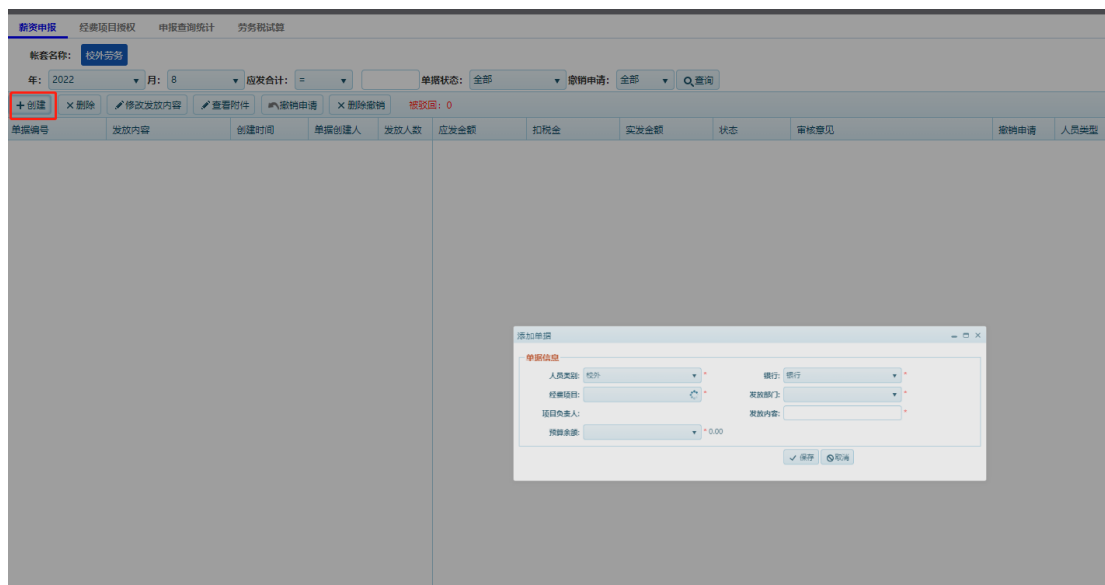 薪资申报 经费项目授权 申报查询统计 劳务税试算
帐套名称: 校外劳务
年: 2022 月: 8 应发合计: = 单据状态: 全部 撤销申请: 全部 查询
创建 删除 修改发放内容 查看附件 撤销申请 删除撤销 被驳回: 0
单据编号 发放内容 创建时间 单据创建人 发放人数 应发金额 扣税金 实发金额 状态 审核意见 撤销申请 人员类型
添加单据
单据信息
人员类别: 校外 * 银行: 银行 *
经费项目: * 发放部门: *
项目负责人: 发放内容: *
预算余额: * 0.00
保存 取消